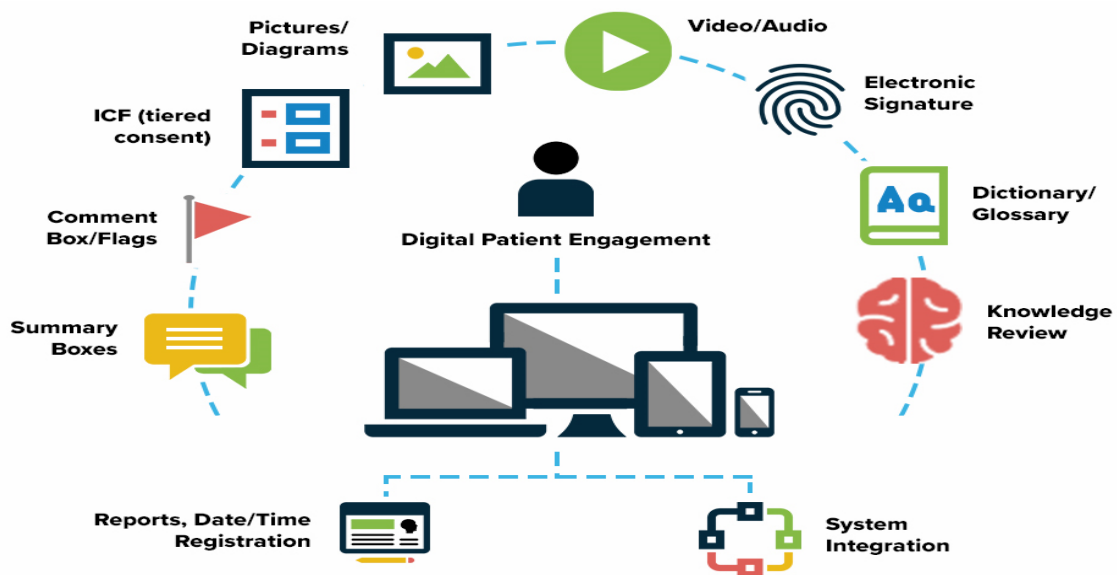 Pictures/
Diagrams
Video/Audio
ICF (tiered
consent)
Electronic
Signature
Comment
Box/Flags
Digital Patient Engagement
Aa
Dictionary/
Glossary
Summary
Boxes
Knowledge
Review
Reports, Date/Time
Registration
System
Integration